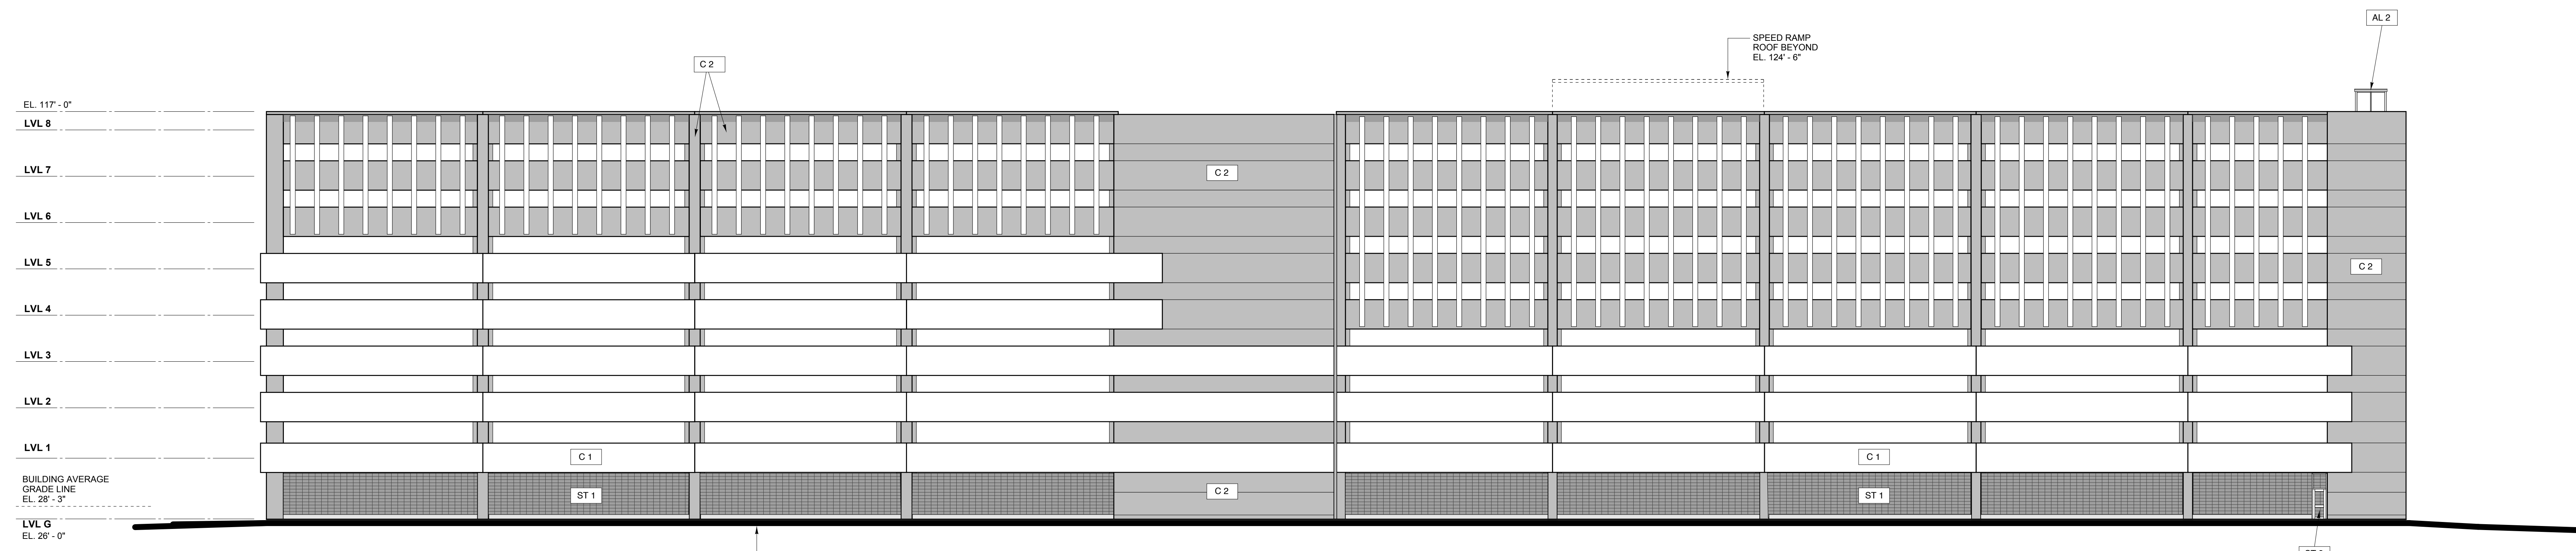 AL 2
SPEED RAMP
ROOF BEYOND
EL. 124' - 6"
C 2
EL. 117' - 0"
LVL 8
LVL 7
C 2
LVL 6
LVL 5
C 2
LVL 4
LVL 3
LVL 2
LVL 1
C 1
C 1
BUILDING AVERAGE
GRADE LINE
EL. 28' - 3"
ST 1
C 2
ST 1
LVL G
EL. 26' - 0"